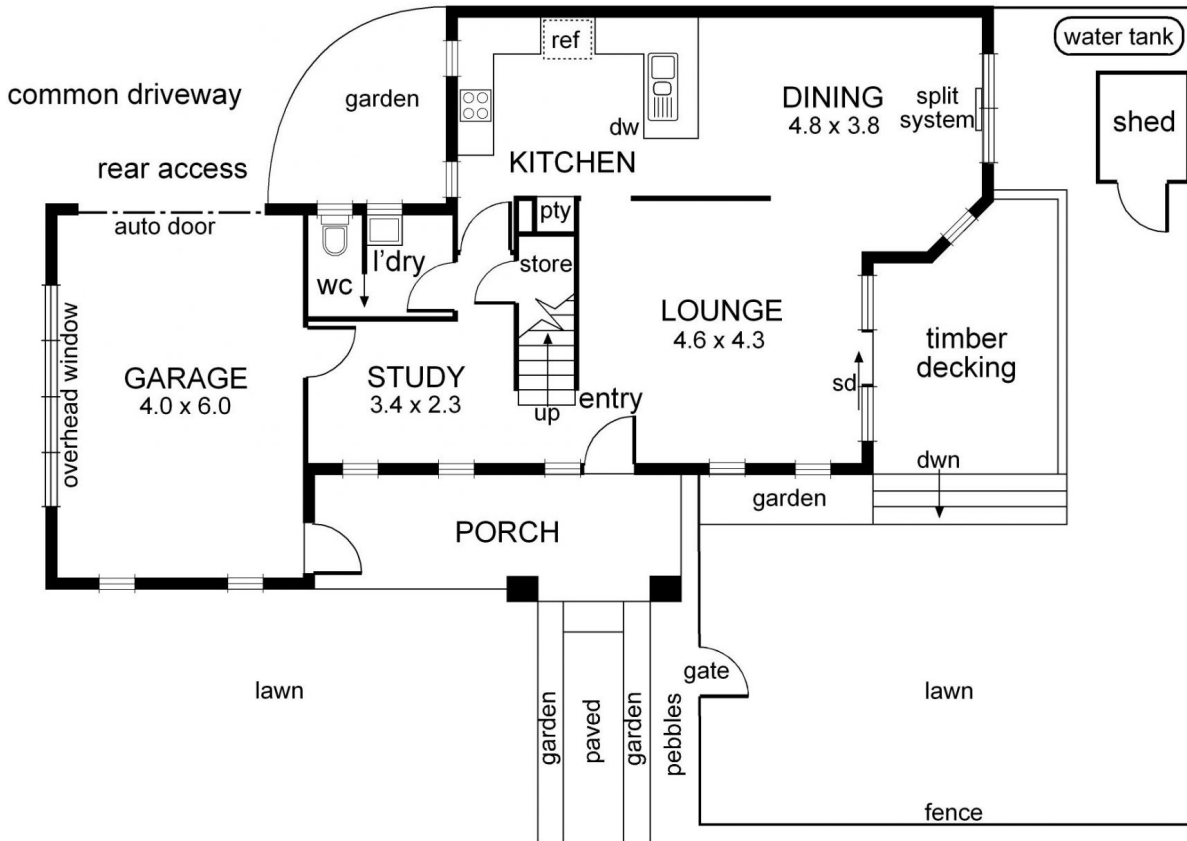 ref
water tank
common driveway
garden
DINING
4.8 x 3.8
split
system
shed
dw
KITCHEN
rear access
auto door
pty
l'dry
store
wc
LOUNGE
4.6 x 4.3
timber
decking
overhead window
GARAGE
4.0 x 6.0
STUDY
3.4 x 2.3
up
entry
sd
dwn
garden
PORCH
gate
lawn
garden
paved
garden
pebbles
lawn
fence